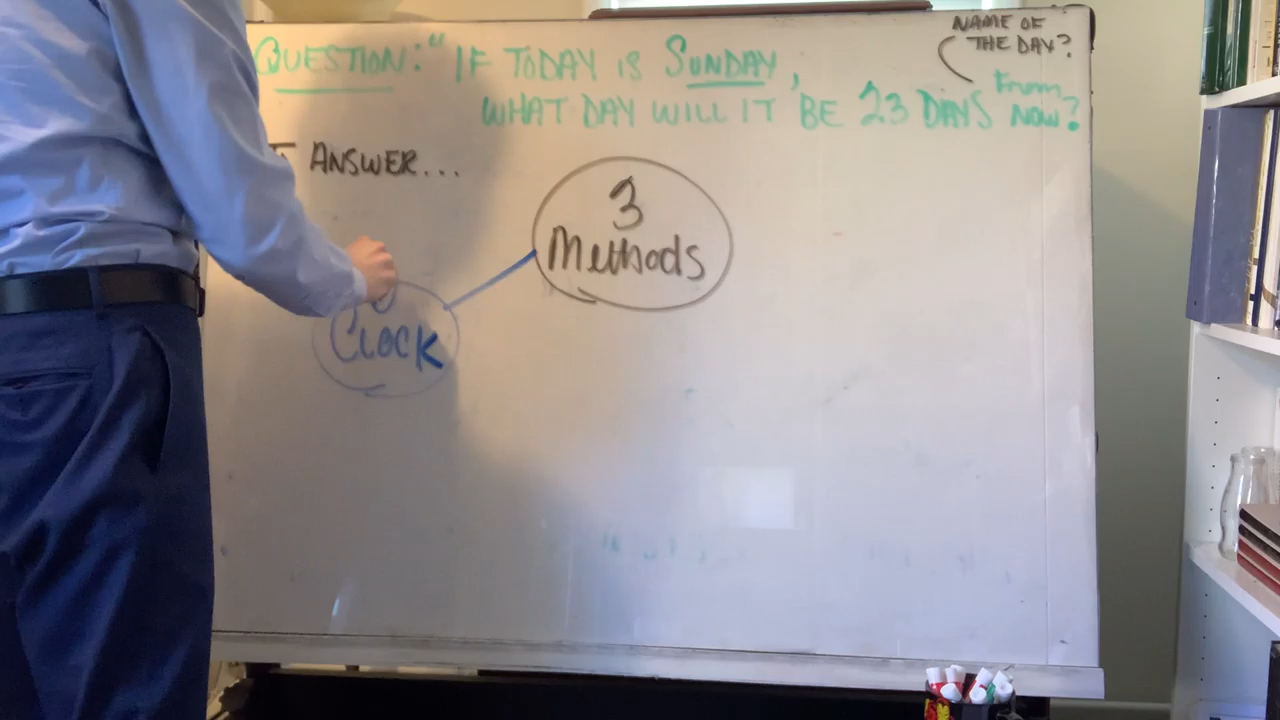 QUESTION: "IF TODAY IS SUNDAY,
WHAT DAY WILL IT BE 23 DAYS From NOW?
NAME OF
THE DAY?
ANSWER...
3
Methods
CLOCK